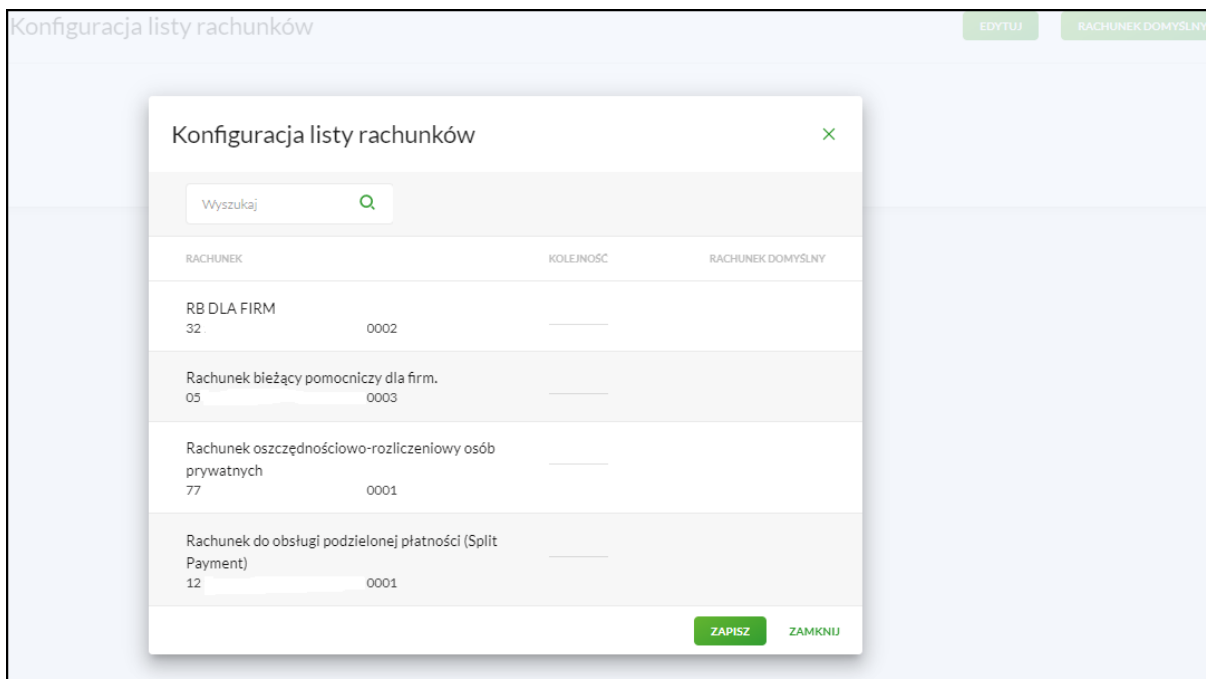 Konfiguracja listy rachunków
EDYTUJ
RACHUNEK DOMYŚLNY
Konfiguracja listy rachunków
Wyszukaj
RACHUNEK KOLEJNOŚĆ RACHUNEK DOMYŚLNY
RB DLA FIRM
32 0002
Rachunek bieżący pomocniczy dla firm.
05 0003
Rachunek oszczędnościowo-rozliczeniowy osób
prywatnych
77 0001
Rachunek do obsługi podzielonej płatności (Split
Payment)
12 0001
ZAPISZ ZAMKNIJ